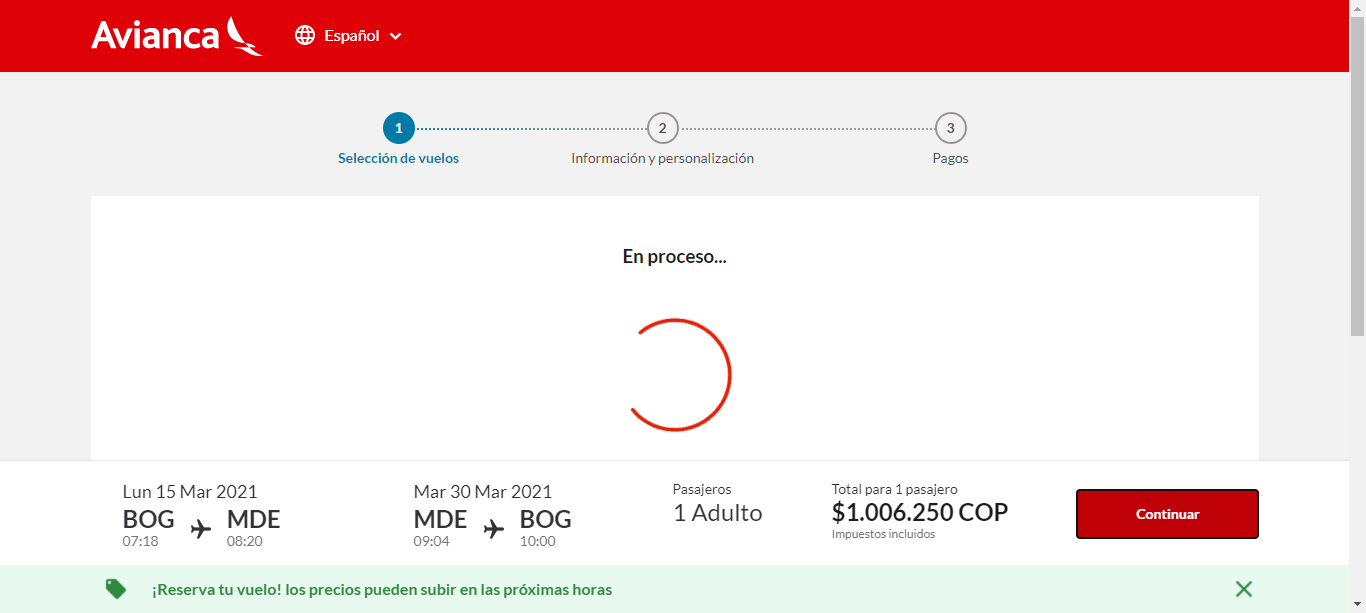 Avianca
Español
1
2
3
Selección de vuelos
Información y personalización
Pagos
En proceso...
Lun 15 Mar 2021
BOG MDE
07:18 08:20
Mar 30 Mar 2021
MDE BOG
09:04 10:00
Pasajeros
1 Adulto
Total para 1 pasajero
$1.006.250 COP
Impuestos incluidos
Continuar
¡Reserva tu vuelo! los precios pueden subir en las próximas horas